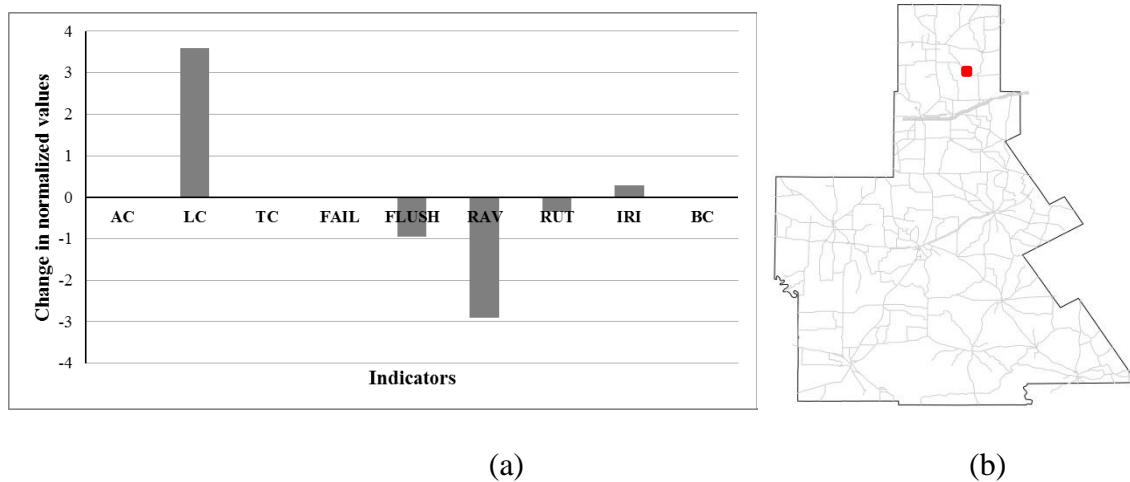 4
3
2
1
0
-1
-2
-3
-4
Change in normalized values
AC LC TC FAIL FLUSH RAV RUT IRI BC
Indicators
(a) (b)